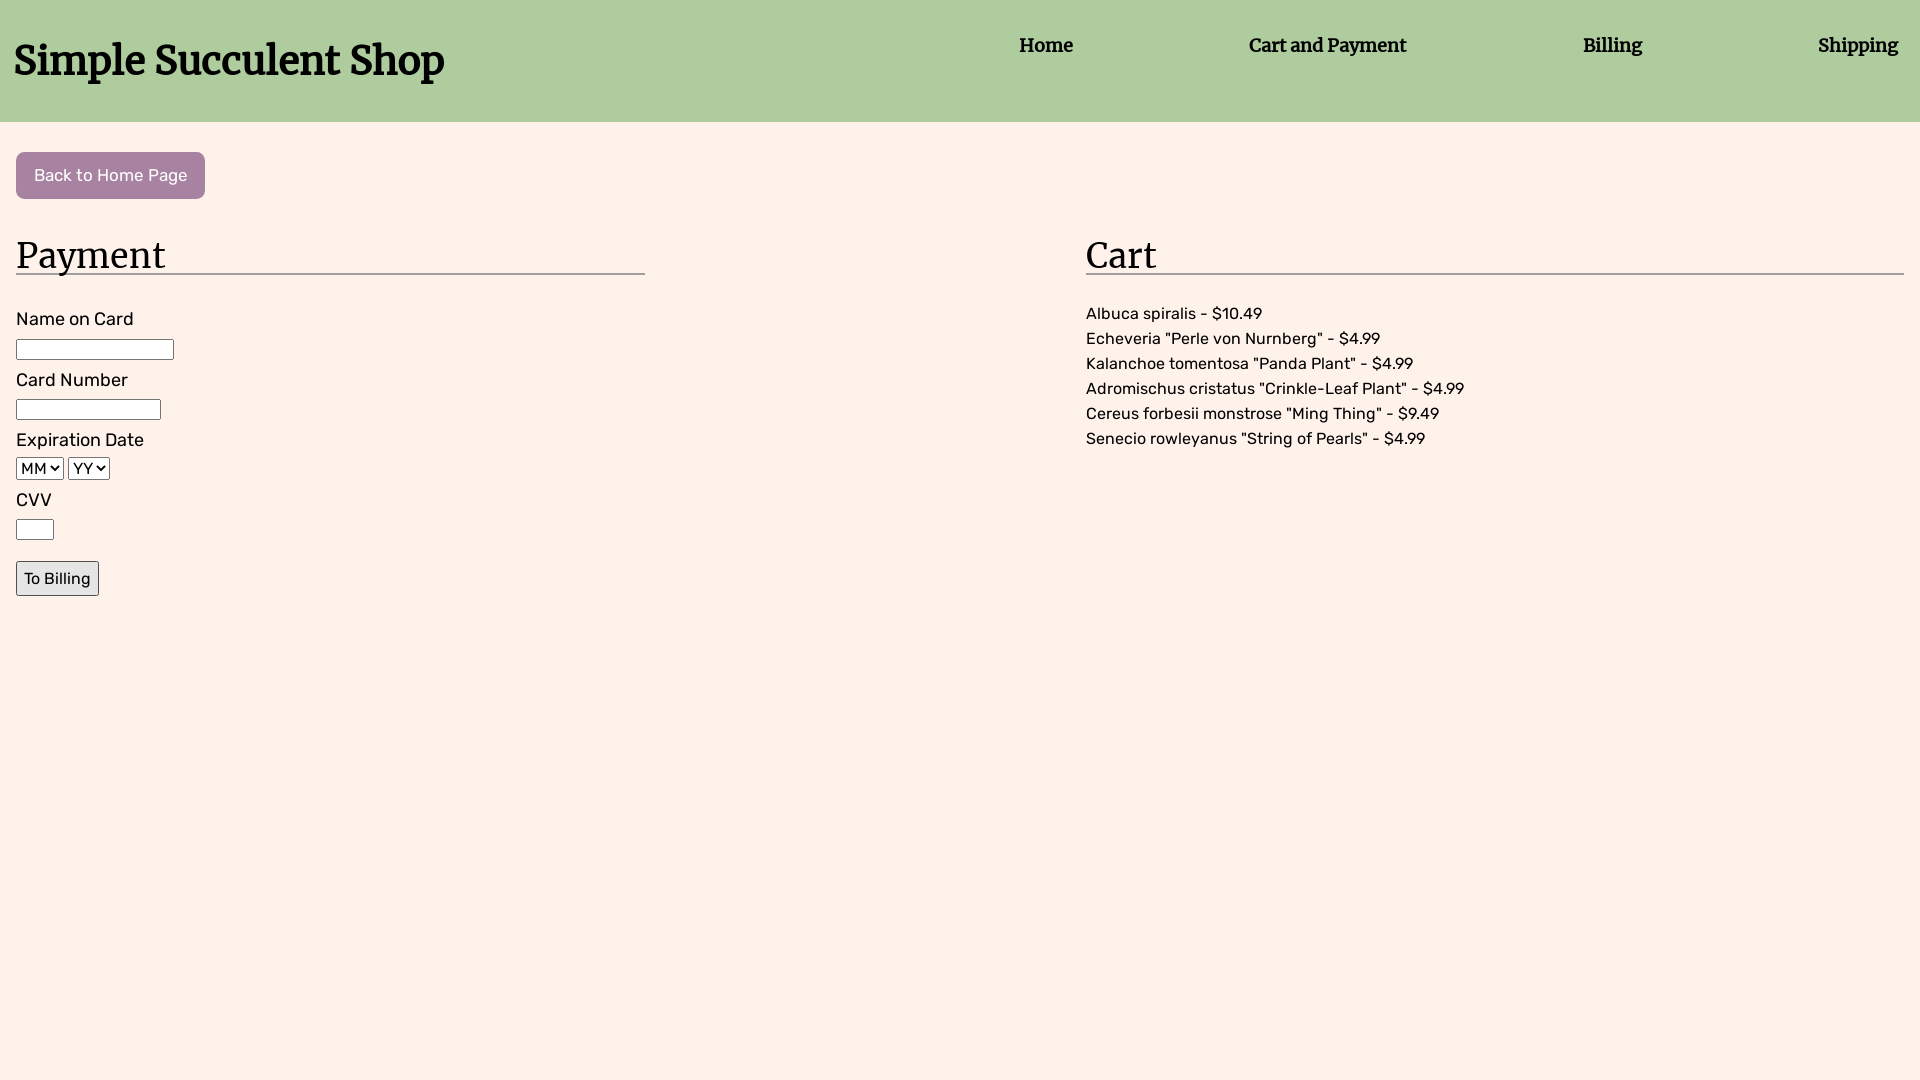 Simple Succulent Shop
Home
Cart and Payment
Billing
Shipping
Back to Home Page
Payment
Name on Card
Card Number
Expiration Date
MM YY
CVV
To Billing
Cart
Albuca spiralis - $10.49
Echeveria "Perle von Nurnberg" - $4.99
Kalanchoe tomentosa "Panda Plant" - $4.99
Adromischus cristatus "Crinkle-Leaf Plant" - $4.99
Cereus forbesii monstrose "Ming Thing" - $9.49
Senecio rowleyanus "String of Pearls" - $4.99